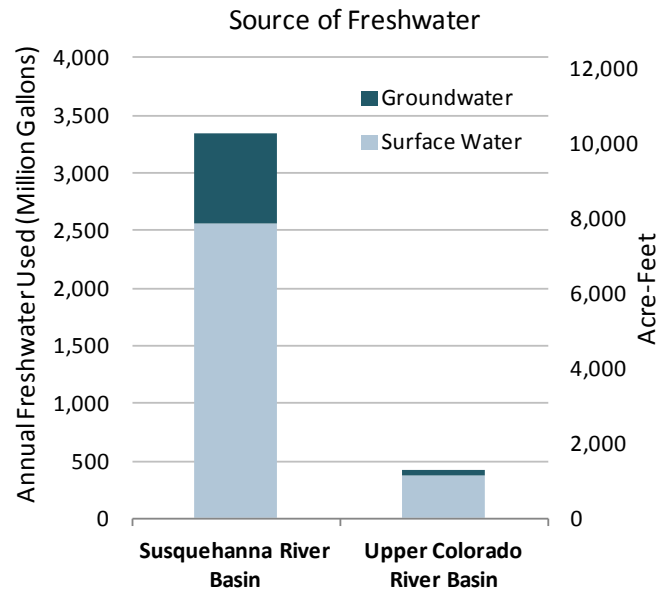 Source of Freshwater
Annual Freshwater Used (Million Gallons)
4,000
3,500
3,000
2,500
2,000
1,500
1,000
500
0
Groundwater
Surface Water
12,000
10,000
8,000
6,000
4,000
2,000
0
Acre-Feet
Susquehanna River
Basin
Upper Colorado
River Basin